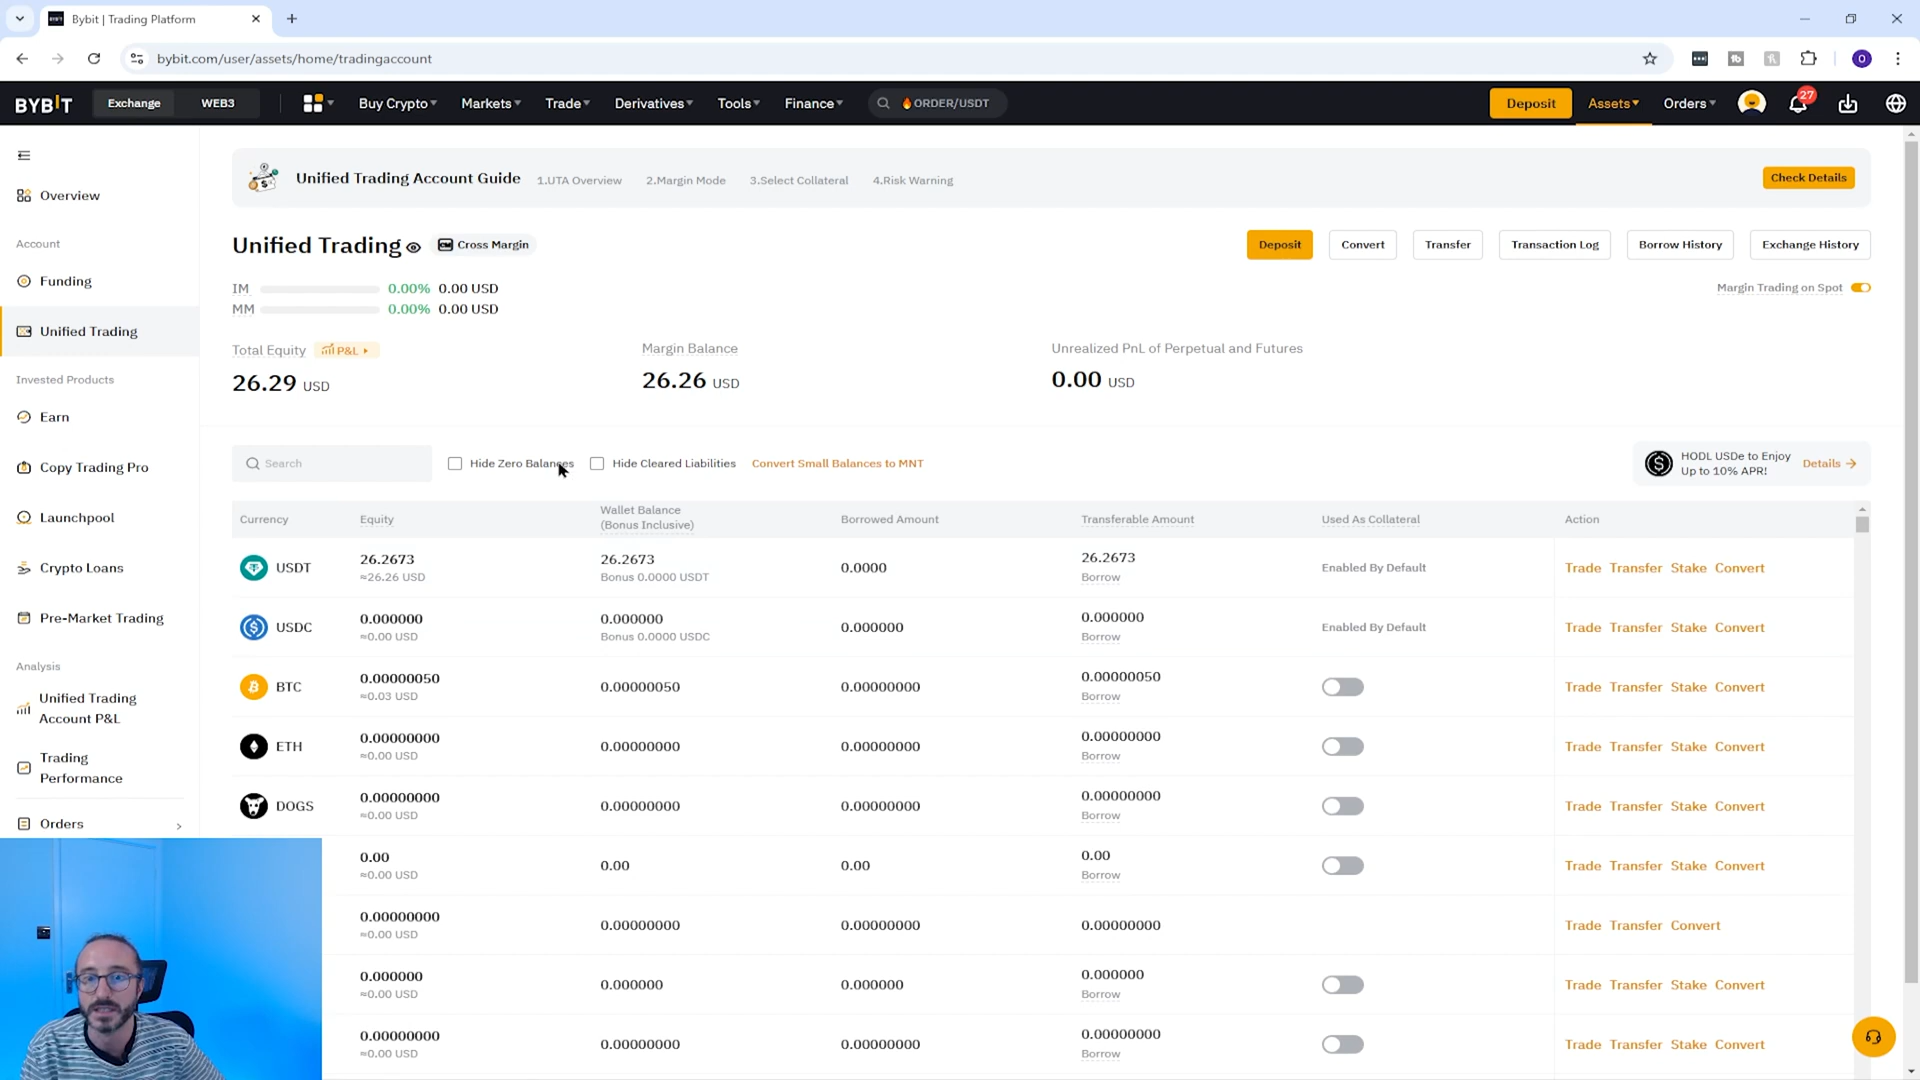 Bybit | Trading Platform
bybit.com/user/assets/home/tradingaccount
O
BYBIT
Exchange
WEB3
Buy Crypto
Markets
Trade
Derivatives
Tools
Finance
ORDER/USDT
Deposit
Assets
Orders
27
Overview
Account
Funding
Unified Trading
Invested Products
Earn
Copy Trading Pro
Launchpool
Crypto Loans
Pre-Market Trading
Analysis
Unified Trading
Account P&L
Trading
Performance
Orders
Unified Trading Account Guide
1.UTA Overview
2.Margin Mode
3.Select Collateral
4.Risk Warning
Check Details
Unified Trading
Cross Margin
Deposit
Convert
Transfer
Transaction Log
Borrow History
Exchange History
IM 0.00% 0.00 USD
Margin Trading on Spot
MM 0.00% 0.00 USD
Total Equity P&L
Margin Balance
Unrealized PnL of Perpetual and Futures
26.29 USD
26.26 USD
0.00 USD
Search
Hide Zero Balances
Hide Cleared Liabilities
Convert Small Balances to MNT
HODL USDe to Enjoy
Up to 10% APR!
Details
Currency
Equity
Wallet Balance
(Bonus Inclusive)
Borrowed Amount
Transferable Amount
Used As Collateral
Action
USDT
26.2673
≈26.26 USD
26.2673
Bonus 0.0000 USDT
0.0000
26.2673
Borrow
Enabled By Default
Trade Transfer Stake Convert
USDC
0.000000
≈0.00 USD
0.000000
Bonus 0.0000 USDC
0.000000
0.000000
Borrow
Enabled By Default
Trade Transfer Stake Convert
BTC
0.00000050
≈0.03 USD
0.00000050
0.00000000
0.00000050
Borrow
Trade Transfer Stake Convert
ETH
0.00000000
≈0.00 USD
0.00000000
0.00000000
0.00000000
Borrow
Trade Transfer Stake Convert
DOGS
0.00000000
≈0.00 USD
0.00000000
0.00000000
0.00000000
Borrow
Trade Transfer Stake Convert
0.00
≈0.00 USD
0.00
0.00
0.00
Borrow
Trade Transfer Stake Convert
0.00000000
≈0.00 USD
0.00000000
0.00000000
0.00000000
Trade Transfer Convert
0.000000
≈0.00 USD
0.000000
0.000000
0.000000
Borrow
Trade Transfer Stake Convert
0.00000000
≈0.00 USD
0.00000000
0.00000000
0.00000000
Borrow
Trade Transfer Stake Convert